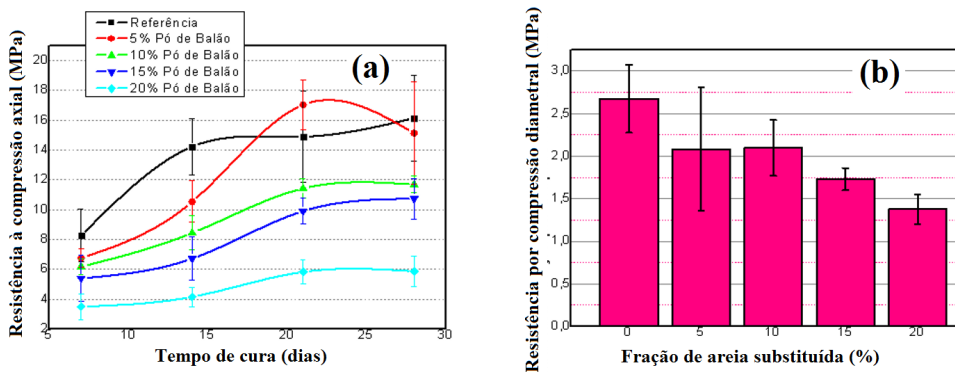 Referência
5% Pó de Balão
10% Pó de Balão
15% Pó de Balão
20% Pó de Balão
(a)
Resistência à compressão axial (MPa)
20
18
16
14
12
10
8
6
4
2
5
10
15
20
25
30
Tempo de cura (dias)
(b)
Resistência por compressão diametral (MPa)
3,0
2,5
2,0
1,5
1,0
0,5
0,0
0
5
10
15
20
Fração de areia substituída (%)